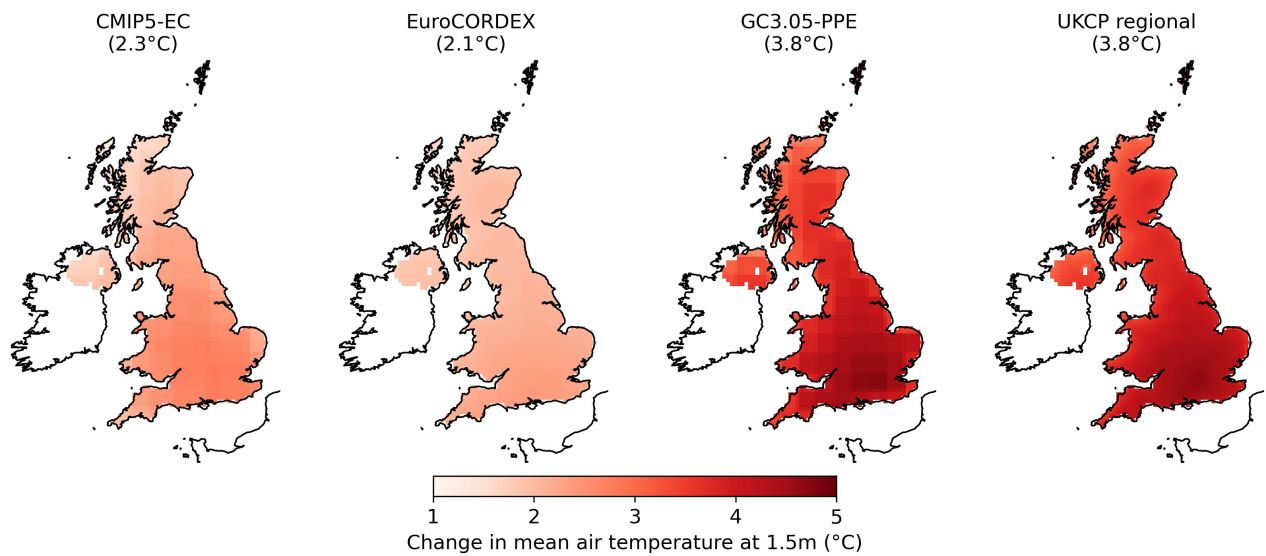 CMIP5-EC
(2.3°C)
EuroCORDEX
(2.1°C)
GC3.05-PPE
(3.8°C)
UKCP regional
(3.8°C)
1 2 3 4 5
Change in mean air temperature at 1.5m (°C)